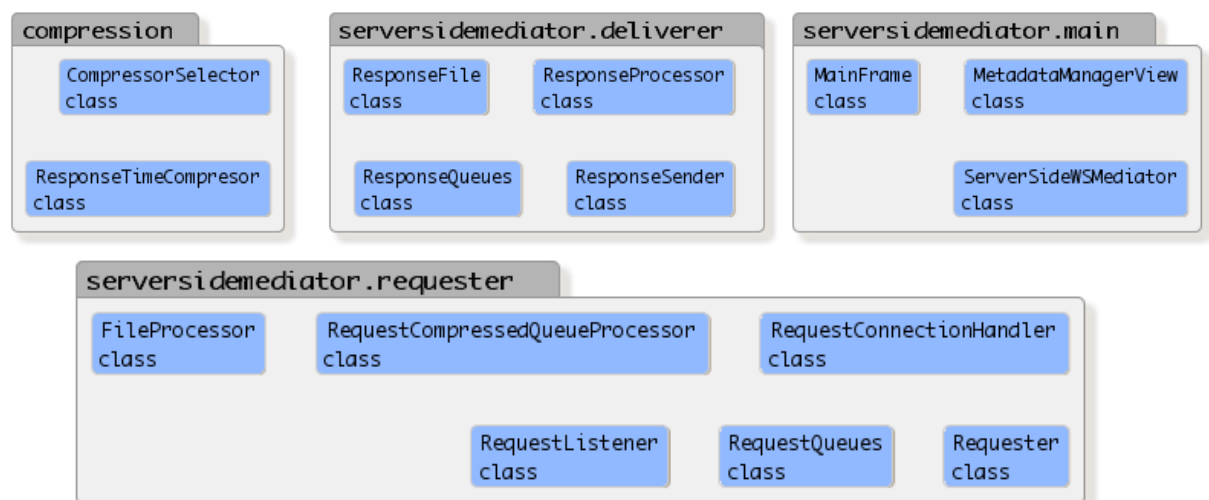 compression
CompressorSelector
class
ResponseTimeCompresor
class
serversidemediator.deliverer
ResponseFile
class
ResponseProcessor
class
ResponseQueues
class
ResponseSender
class
serversidemediator.main
MainFrame
class
MetadataManagerView
class
ServerSideWSMediator
class
serversidemediator.requester
FileProcessor
class
RequestCompressedQueueProcessor
class
RequestConnectionHandler
class
RequestListener
class
RequestQueues
class
Requester
class